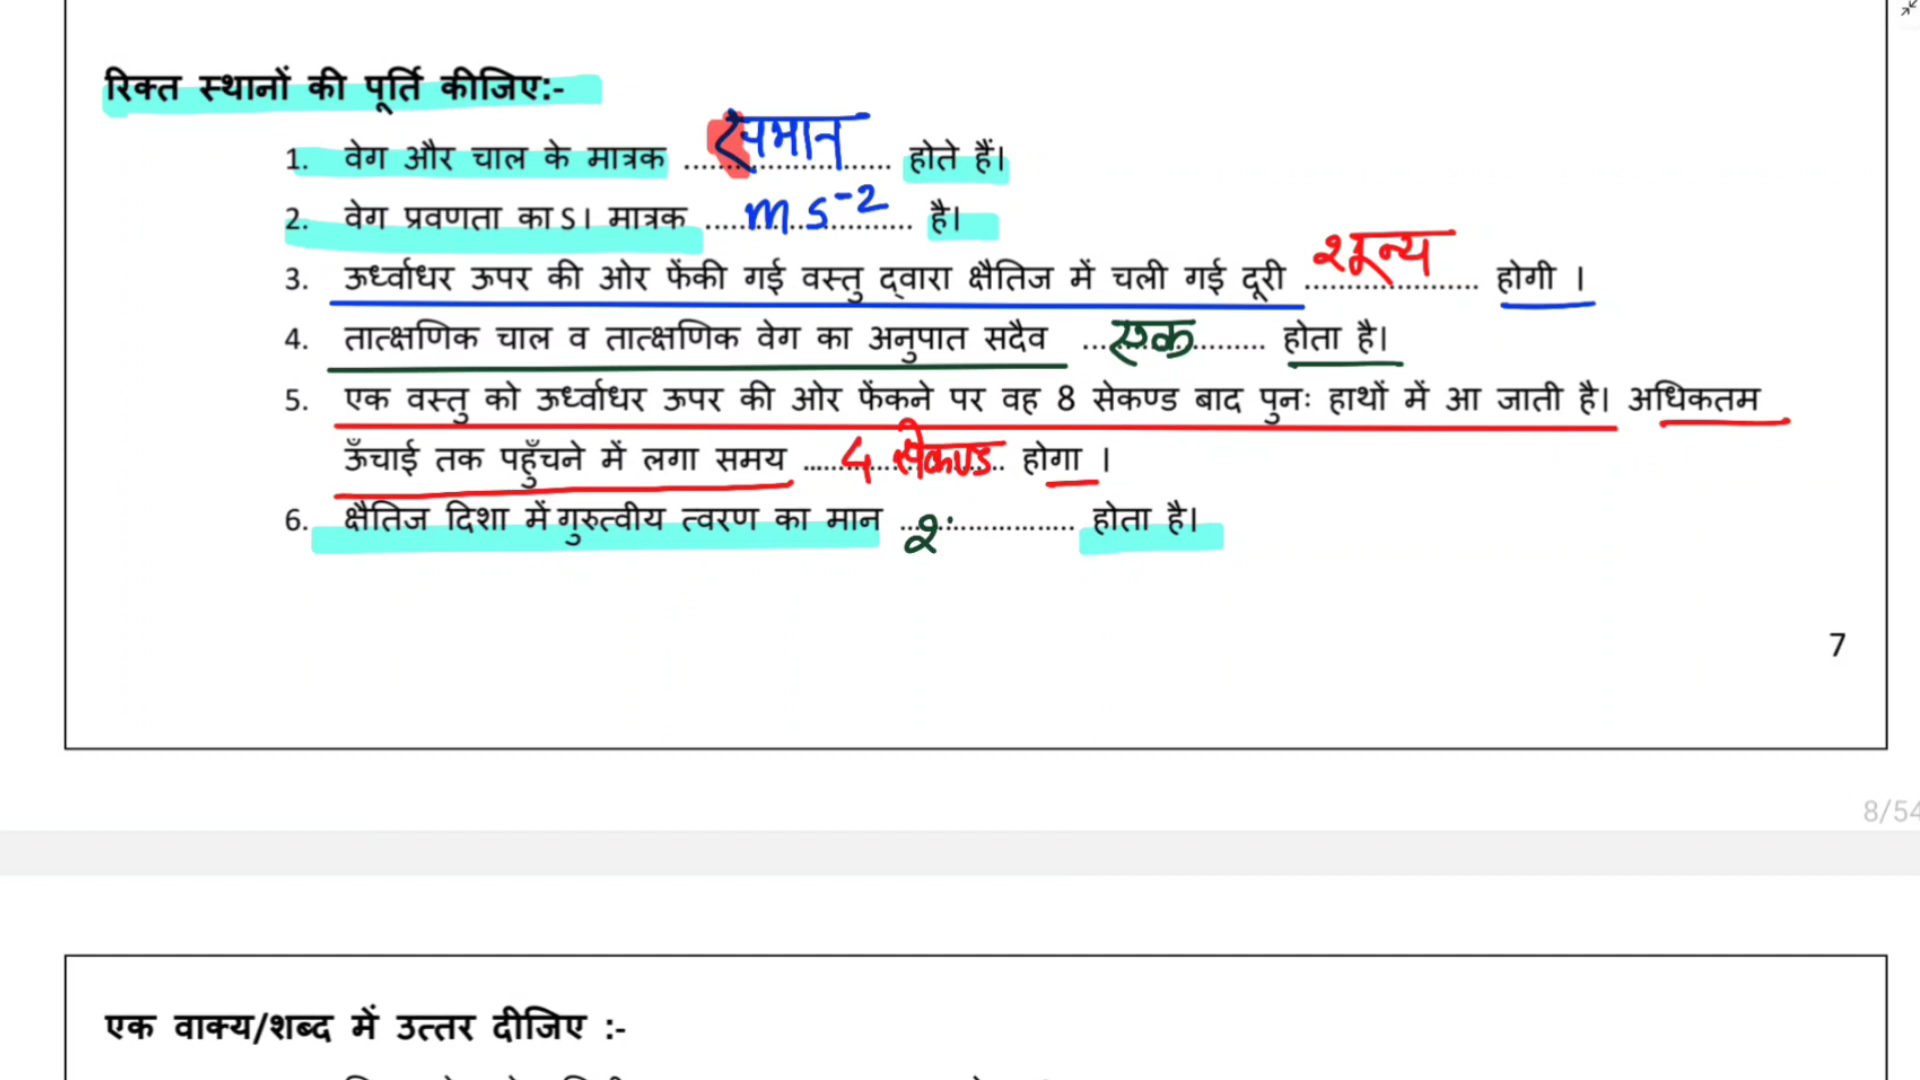 रिक्त स्थानों की पूर्ति कीजिए:-
1. वेग और चाल के मात्रक ........समान........ होते हैं।
2. वेग प्रवणता का S I मात्रक ........m s⁻²........ है।
3. ऊर्ध्वाधर ऊपर की ओर फेंकी गई वस्तु द्वारा क्षैतिज में चली गई दूरी ........शून्य........ होगी ।
4. तात्क्षणिक चाल व तात्क्षणिक वेग का अनुपात सदैव ........एक........ होता है।
5. एक वस्तु को ऊर्ध्वाधर ऊपर की ओर फेंकने पर वह 8 सेकण्ड बाद पुनः हाथों में आ जाती है। अधिकतम
ऊँचाई तक पहुँचने में लगा समय ........4 सेकण्ड........ होगा ।
6. क्षैतिज दिशा में गुरुत्वीय त्वरण का मान ................ होता है।
7
8/54
एक वाक्य/शब्द में उत्तर दीजिए :-